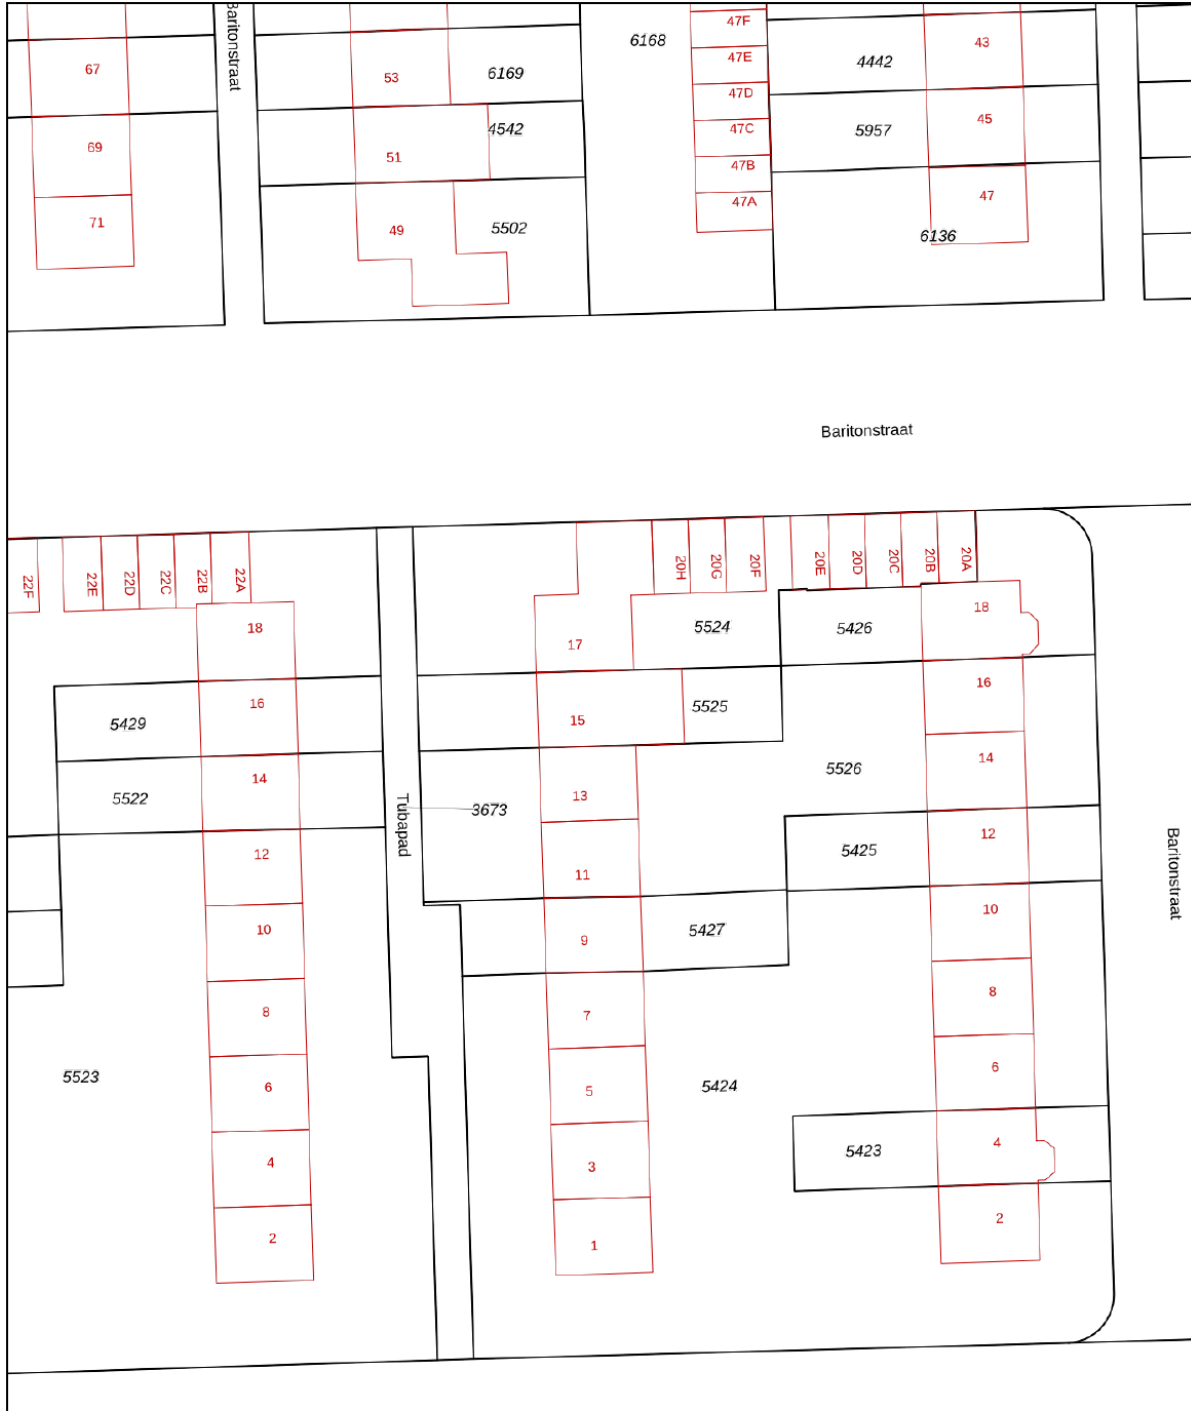 Baritonstraat
67
69
71
53
6169
4542
51
49
5502
6168
47F
47E
47D
47C
47B
47A
4442
43
5957
45
47
6136
Baritonstraat
22F
22E
22D
22C
22B
22A
20H
20G
20F
20E
20D
20C
20B
20A
18
5429
16
5522
14
12
10
8
5523
6
4
2
Tubapad
3673
17
5524
15
5525
13
11
9
5427
7
5
5424
3
1
5426
18
16
5526
14
5425
12
10
8
6
5423
4
2
Baritonstraat